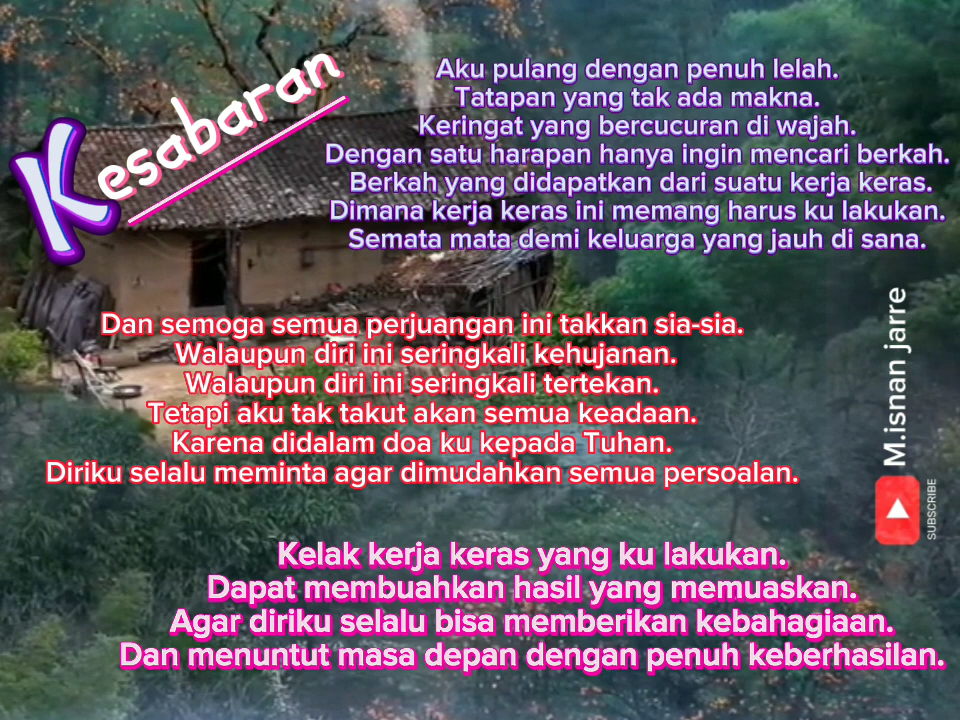 Kesabaran
Aku pulang dengan penuh lelah.
Tatapan yang tak ada makna.
Keringat yang bercucuran di wajah.
Dengan satu harapan hanya ingin mencari berkah.
Berkah yang didapatkan dari suatu kerja keras.
Dimana kerja keras ini memang harus ku lakukan.
Semata mata demi keluarga yang jauh di sana.
Dan semoga semua perjuangan ini takkan sia-sia.
Walaupun diri ini seringkali kehujanan.
Walaupun diri ini seringkali tertekan.
Tetapi aku tak takut akan semua keadaan.
Karena didalam doa ku kepada Tuhan.
Diriku selalu meminta agar dimudahkan semua persoalan.
Kelak kerja keras yang ku lakukan.
Dapat membuahkan hasil yang memuaskan.
Agar diriku selalu bisa memberikan kebahagiaan.
Dan menuntut masa depan dengan penuh keberhasilan.
M.isnan jarre
SUBSCRIBE